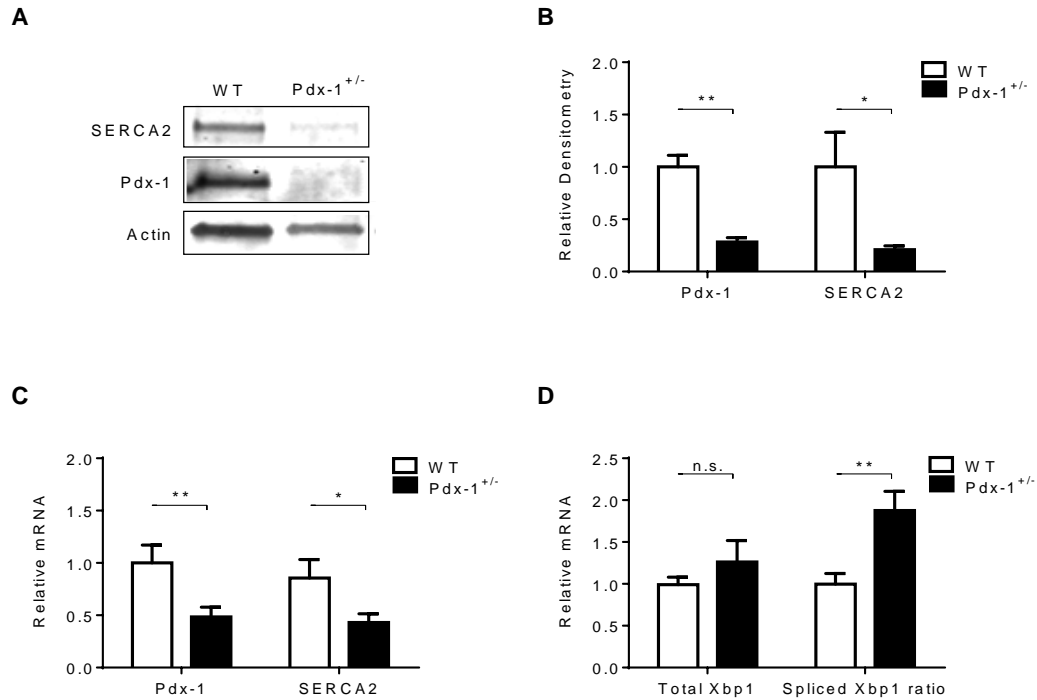 A
WT Pdx-1+/-
SERCA2
Pdx-1
Actin
B
Relative Densitometry
2.0
1.5
1.0
0.5
0.0
** *
WT
Pdx-1+/-
Pdx-1 SERCA2
C
Relative mRNA
2.0
1.5
1.0
0.5
0.0
** *
WT
Pdx-1+/-
Pdx-1 SERCA2
D
Relative mRNA
2.5
2.0
1.5
1.0
0.5
0.0
n.s. **
WT
Pdx-1+/-
Total Xbp1 Spliced Xbp1 ratio